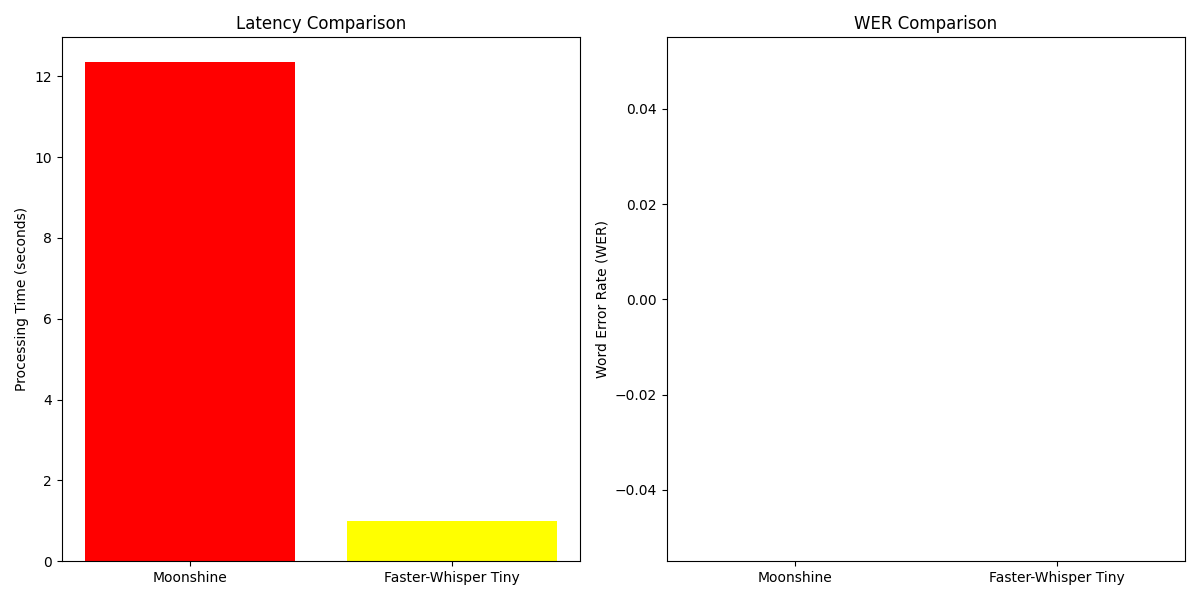 Latency Comparison
Processing Time (seconds)
12
10
8
6
4
2
0
Moonshine
Faster-Whisper Tiny
WER Comparison
Word Error Rate (WER)
0.04
0.02
0.00
−0.02
−0.04
Moonshine
Faster-Whisper Tiny